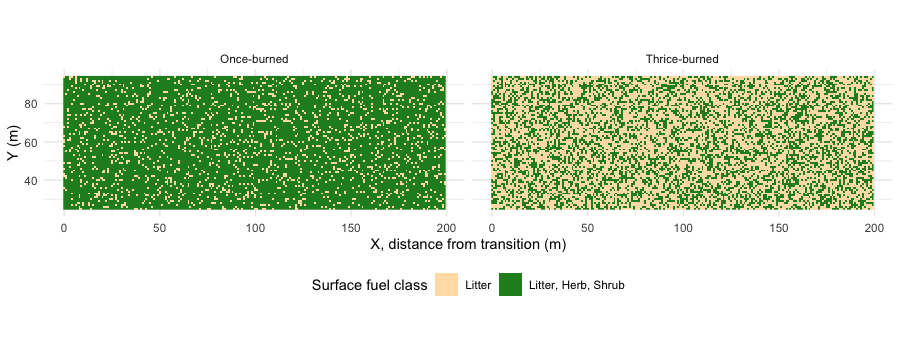 Once-burned
Thrice-burned
Y (m)
80
60
40
0 50 100 150 200
0 50 100 150 200
X, distance from transition (m)
Surface fuel class Litter Litter, Herb, Shrub